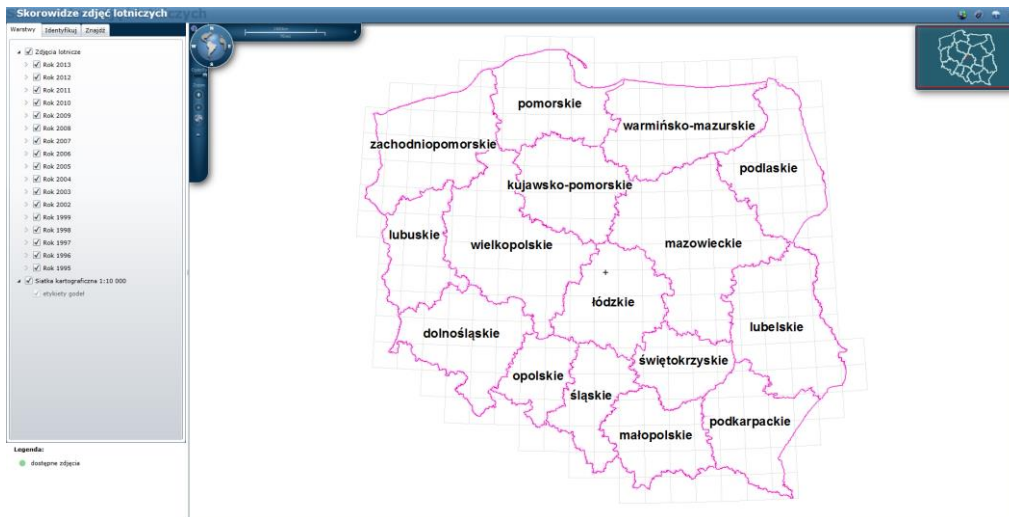 Skorowidze zdjęć lotniczych
Warstwy Identyfikuj Znajdź
Zdjęcia lotnicze
Rok 2013
Rok 2012
Rok 2011
Rok 2010
Rok 2009
Rok 2008
Rok 2007
Rok 2006
Rok 2005
Rok 2004
Rok 2003
Rok 2002
Rok 1999
Rok 1998
Rok 1997
Rok 1996
Rok 1995
Siatka kartograficzna 1:10 000
etykiety godeł
Legenda:
dostępne zdjęcia
pomorskie
warmińsko-mazurskie
zachodniopomorskie
podlaskie
kujawsko-pomorskie
lubuskie
wielkopolskie
mazowieckie
łódzkie
lubelskie
dolnośląskie
świętokrzyskie
opolskie
śląskie
podkarpackie
małopolskie